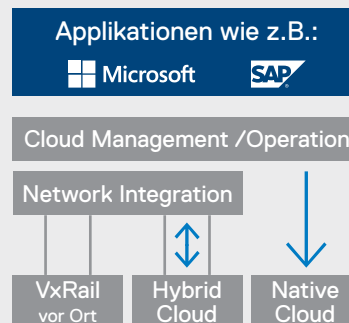 Applikationen wie z.B.:
Microsoft SAP
Cloud Management /Operation
Network Integration
VxRail Hybrid Native
vor Ort Cloud Cloud